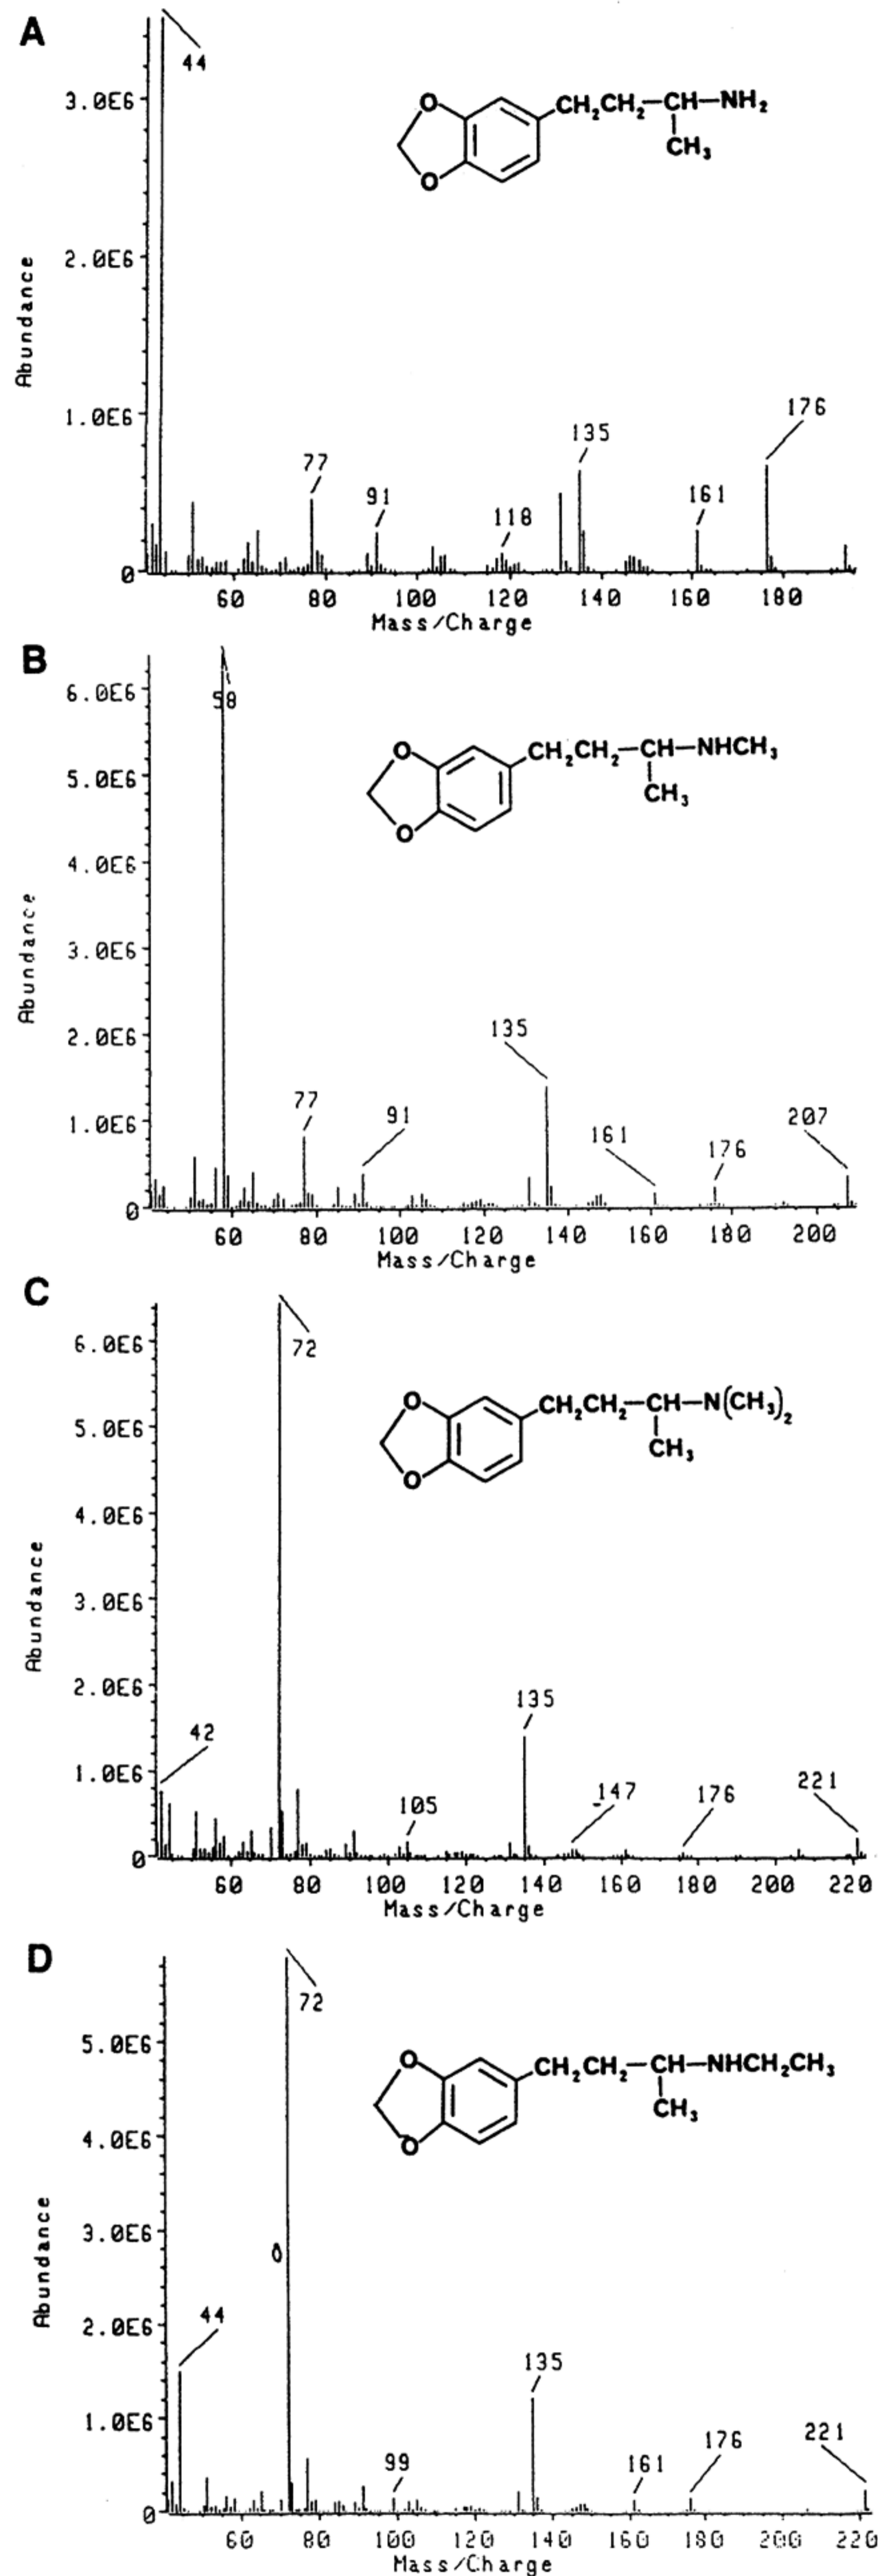 A
44
3.0E6
2.0E6
1.0E6
0
Abundance
O
O
CH₂CH₂—CH—NH₂
CH₃
77
91
118
135
161
176
60 80 100 120 140 160 180
Mass/Charge
B
58
6.0E6
5.0E6
4.0E6
3.0E6
2.0E6
1.0E6
0
Abundance
O
O
CH₂CH₂—CH—NHCH₃
CH₃
77
91
135
161
176
207
60 80 100 120 140 160 180 200
Mass/Charge
C
72
6.0E6
5.0E6
4.0E6
3.0E6
2.0E6
1.0E6
0
Abundance
O
O
CH₂CH₂—CH—N(CH₃)₂
CH₃
42
105
135
147
176
221
60 80 100 120 140 160 180 200 220
Mass/Charge
D
72
5.0E6
4.0E6
3.0E6
2.0E6
1.0E6
0
Abundance
O
O
CH₂CH₂—CH—NHCH₂CH₃
CH₃
44
99
135
161
176
221
60 80 100 120 140 160 180 200 220
Mass/Charge